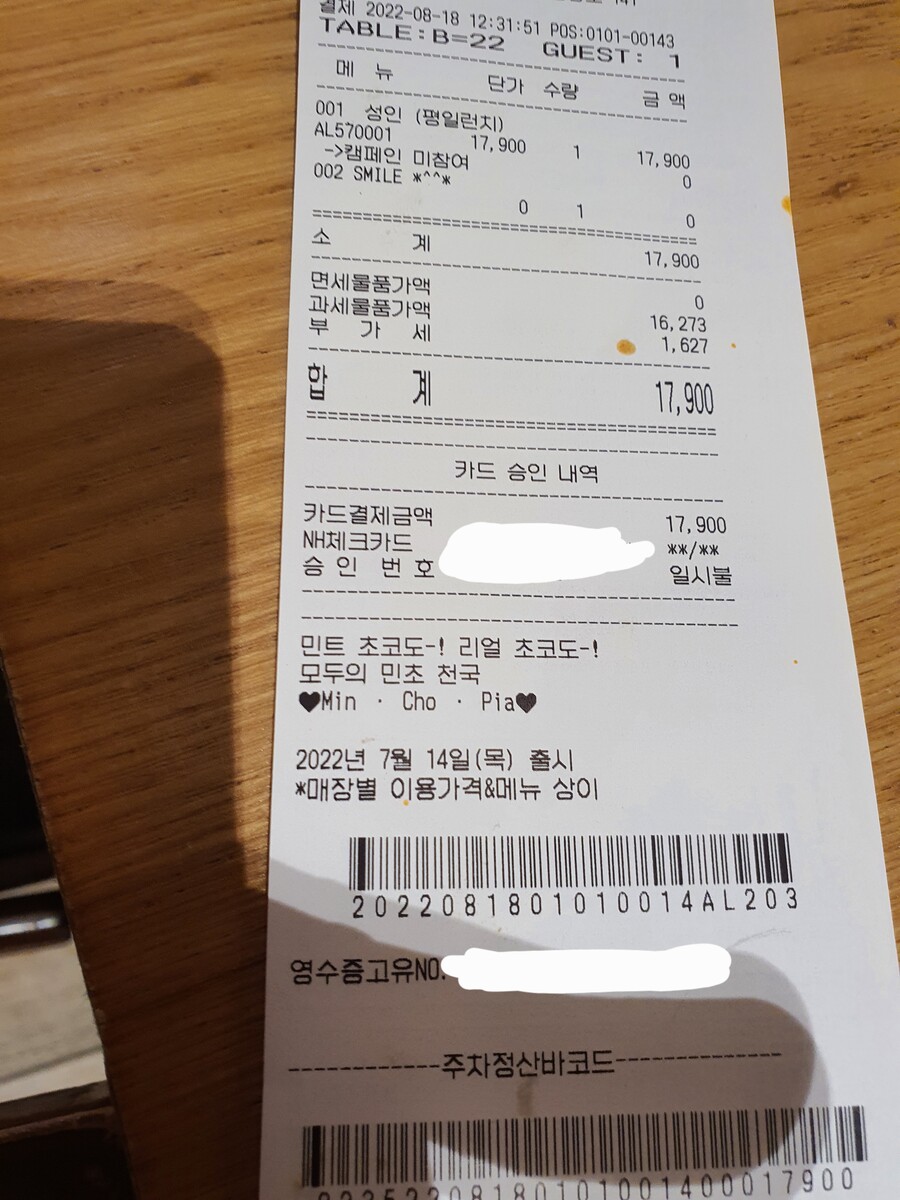 결제 2022-08-18 12:31:51 POS:0101-00143
TABLE:B=22 GUEST: 1
메 뉴 단가 수량 금 액
001 성인 (평일런치)
AL570001 17,900 1 17,900
->캠페인 미참여 0
002 SMILE *^^*
0 1 0
소 계 17,900
면세물품가액 0
과세물품가액 16,273
부 가 세 1,627
합 계 17,900
카드 승인 내역
카드결제금액 17,900
NH체크카드 **/**
승 인 번 호 일시불
민트 초코도-! 리얼 초코도-!
모두의 민초 천국
♥Min · Cho · Pia♥
2022년 7월 14일(목) 출시
*매장별 이용가격&메뉴 상이
2022081801010014AL203
영수증고유NO.
주차정산바코드